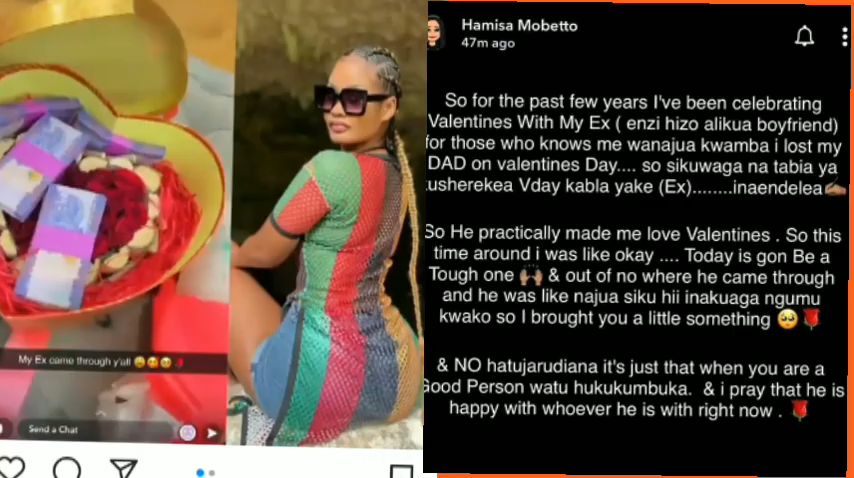 My Ex came through y'all 😩🥰🥺🌹
Send a Chat
Hamisa Mobetto
47m ago
So for the past few years I've been celebrating
Valentines With My Ex ( enzi hizo alikua boyfriend)
for those who knows me wanajua kwamba i lost my
DAD on valentines Day.... so sikuwaga na tabia ya
usherekea Vday kabla yake (Ex)........inaendelea✍🏽
So He practically made me love Valentines . So this
time around i was like okay .... Today is gon Be a
Tough one 🙌🏽 & out of no where he came through
and he was like najua siku hii inakuaga ngumu
kwako so I brought you a little something 🥺🌹
& NO hatujarudiana it's just that when you are a
Good Person watu hukukumbuka. & i pray that he is
happy with whoever he is with right now . 🌹